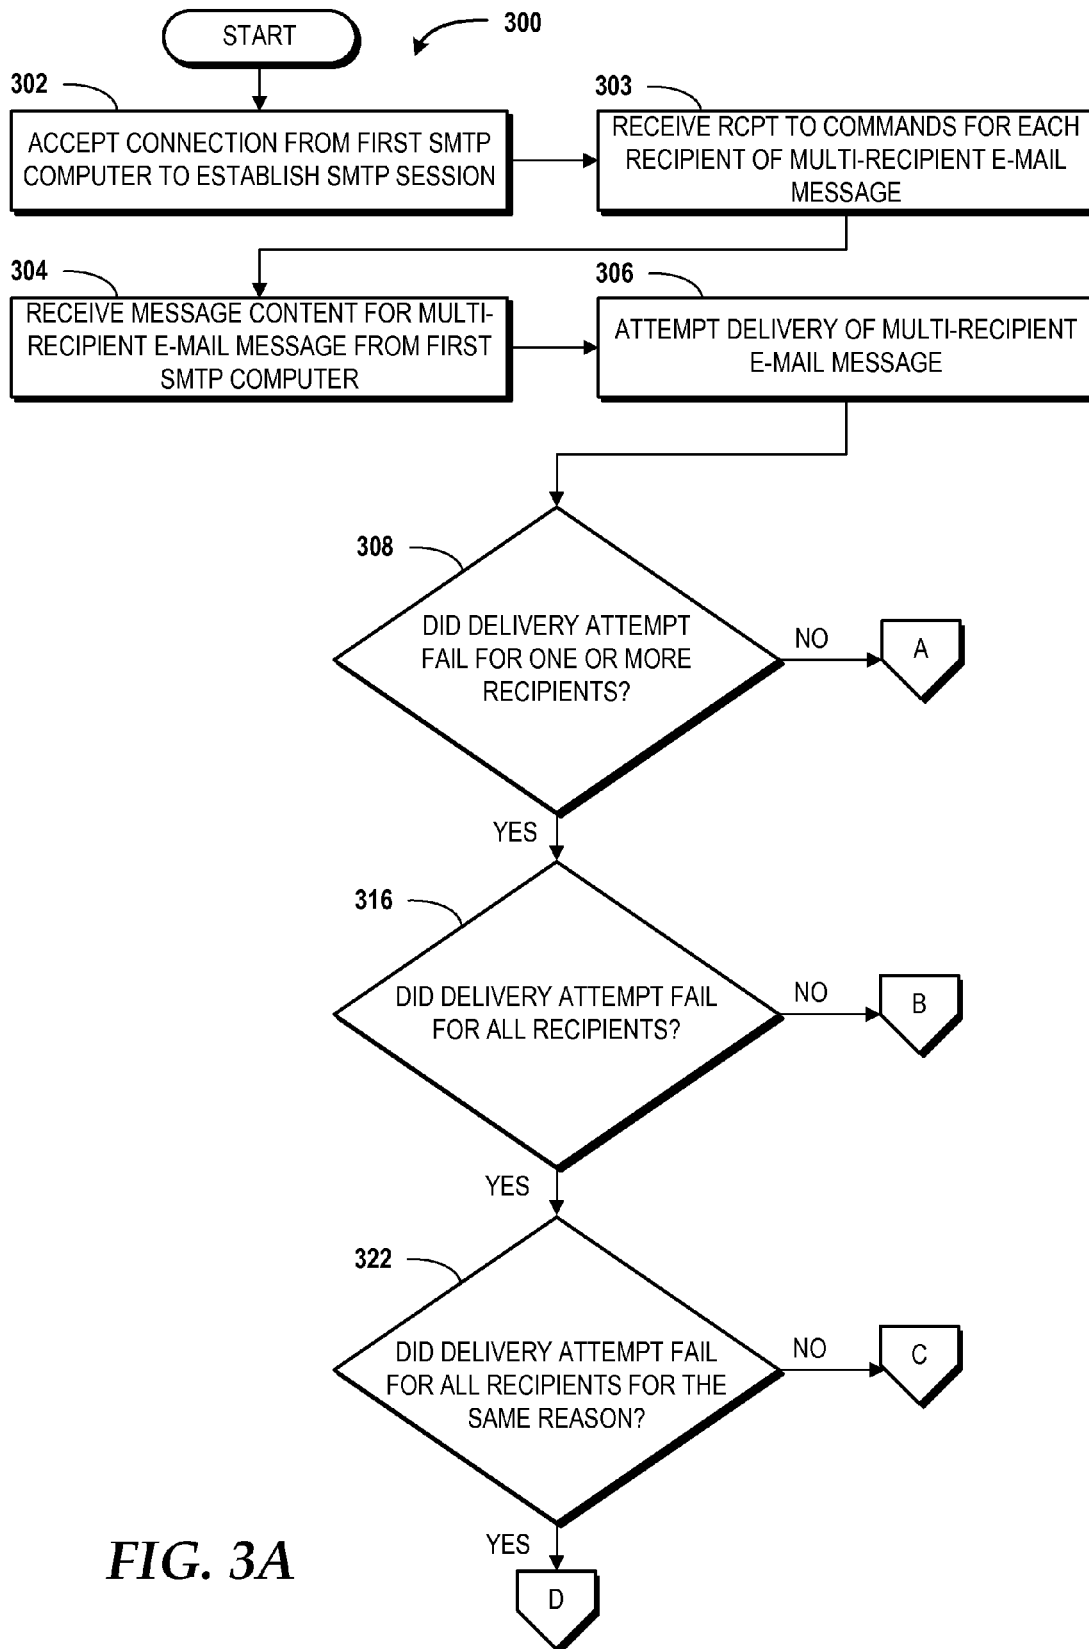 START
300
302
303
ACCEPT CONNECTION FROM FIRST SMTP
COMPUTER TO ESTABLISH SMTP SESSION
RECEIVE RCPT TO COMMANDS FOR EACH
RECIPIENT OF MULTI-RECIPIENT E-MAIL
MESSAGE
304
306
RECEIVE MESSAGE CONTENT FOR MULTI-
RECIPIENT E-MAIL MESSAGE FROM FIRST
SMTP COMPUTER
ATTEMPT DELIVERY OF MULTI-RECIPIENT
E-MAIL MESSAGE
308
DID DELIVERY ATTEMPT
FAIL FOR ONE OR MORE
RECIPIENTS?
NO
A
YES
316
DID DELIVERY ATTEMPT FAIL
FOR ALL RECIPIENTS?
NO
B
YES
322
DID DELIVERY ATTEMPT FAIL
FOR ALL RECIPIENTS FOR THE
SAME REASON?
NO
C
YES
D
FIG. 3A